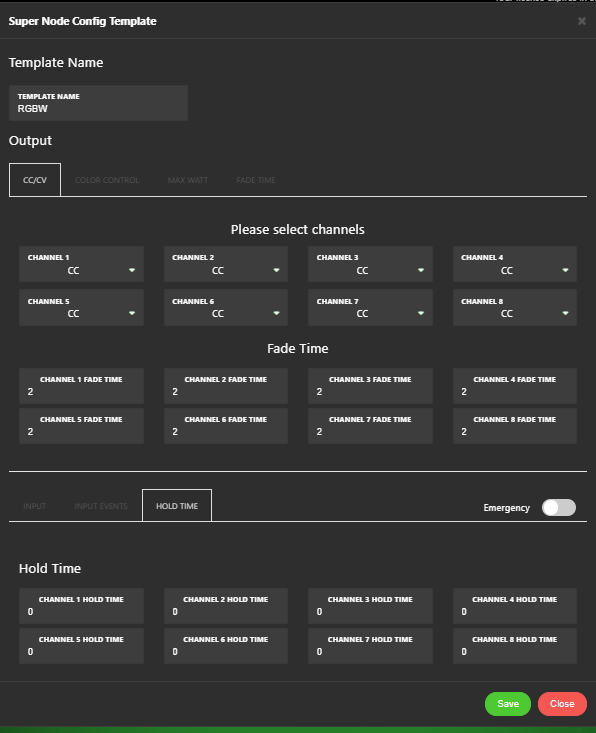 Super Node Config Template
×
Template Name
TEMPLATE NAME
RGBW
Output
CC/CV COLOR CONTROL MAX WATT FADE TIME
Please select channels
CHANNEL 1 CHANNEL 2 CHANNEL 3 CHANNEL 4
CC CC CC CC
CHANNEL 5 CHANNEL 6 CHANNEL 7 CHANNEL 8
CC CC CC CC
Fade Time
CHANNEL 1 FADE TIME CHANNEL 2 FADE TIME CHANNEL 3 FADE TIME CHANNEL 4 FADE TIME
2 2 2 2
CHANNEL 5 FADE TIME CHANNEL 6 FADE TIME CHANNEL 7 FADE TIME CHANNEL 8 FADE TIME
2 2 2 2
INPUT INPUT EVENTS HOLD TIME Emergency
Hold Time
CHANNEL 1 HOLD TIME CHANNEL 2 HOLD TIME CHANNEL 3 HOLD TIME CHANNEL 4 HOLD TIME
0 0 0 0
CHANNEL 5 HOLD TIME CHANNEL 6 HOLD TIME CHANNEL 7 HOLD TIME CHANNEL 8 HOLD TIME
0 0 0 0
Save Close